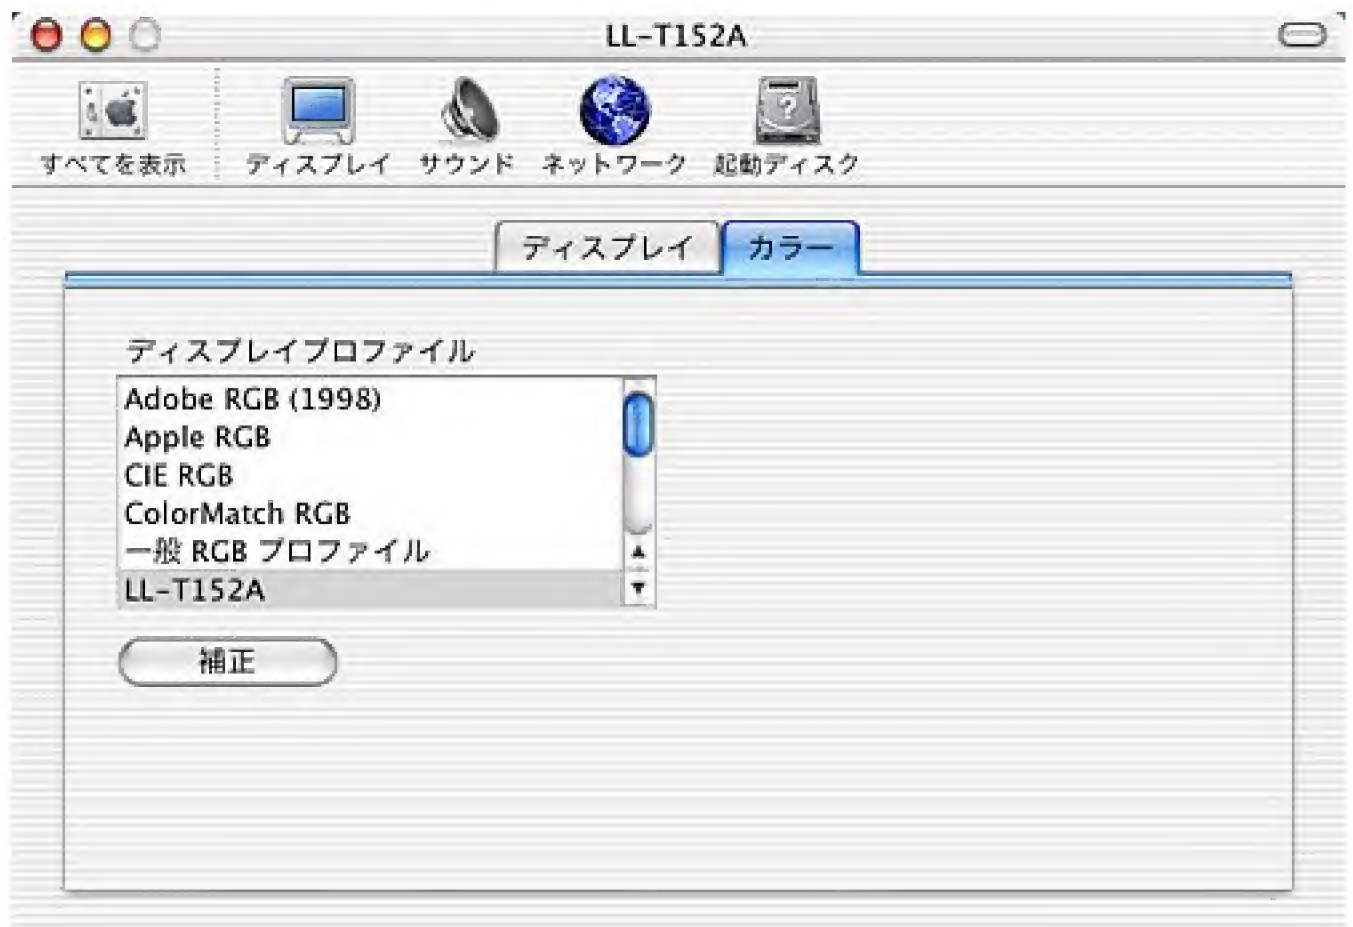 LL-T152A
すべてを表示 ディスプレイ サウンド ネットワーク 起動ディスク
ディスプレイ カラー
ディスプレイプロファイル
Adobe RGB (1998)
Apple RGB
CIE RGB
ColorMatch RGB
一般 RGB プロファイル
LL-T152A
補正